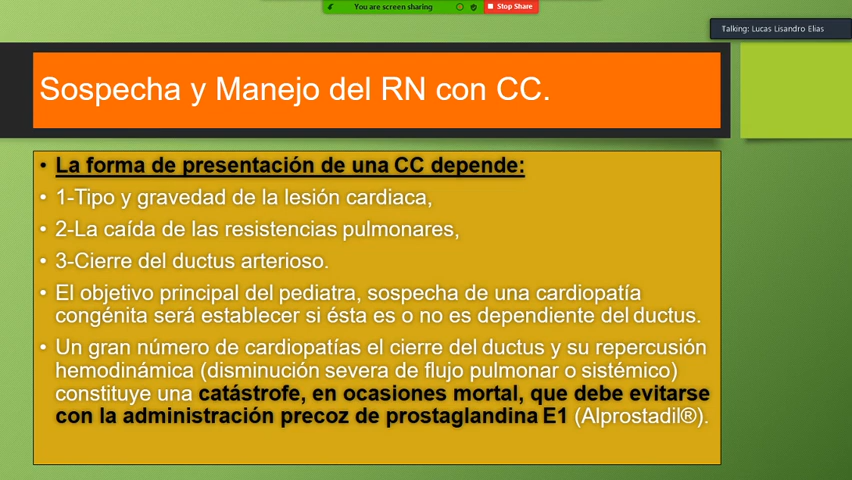 You are screen sharing
Stop Share
Talking: Lucas Lisandro Elias
Sospecha y Manejo del RN con CC.
• La forma de presentación de una CC depende:
• 1-Tipo y gravedad de la lesión cardiaca,
• 2-La caída de las resistencias pulmonares,
• 3-Cierre del ductus arterioso.
• El objetivo principal del pediatra, sospecha de una cardiopatía
congénita será establecer si ésta es o no es dependiente del ductus.
• Un gran número de cardiopatías el cierre del ductus y su repercusión
hemodinámica (disminución severa de flujo pulmonar o sistémico)
constituye una catástrofe, en ocasiones mortal, que debe evitarse
con la administración precoz de prostaglandina E1 (Alprostadil®).